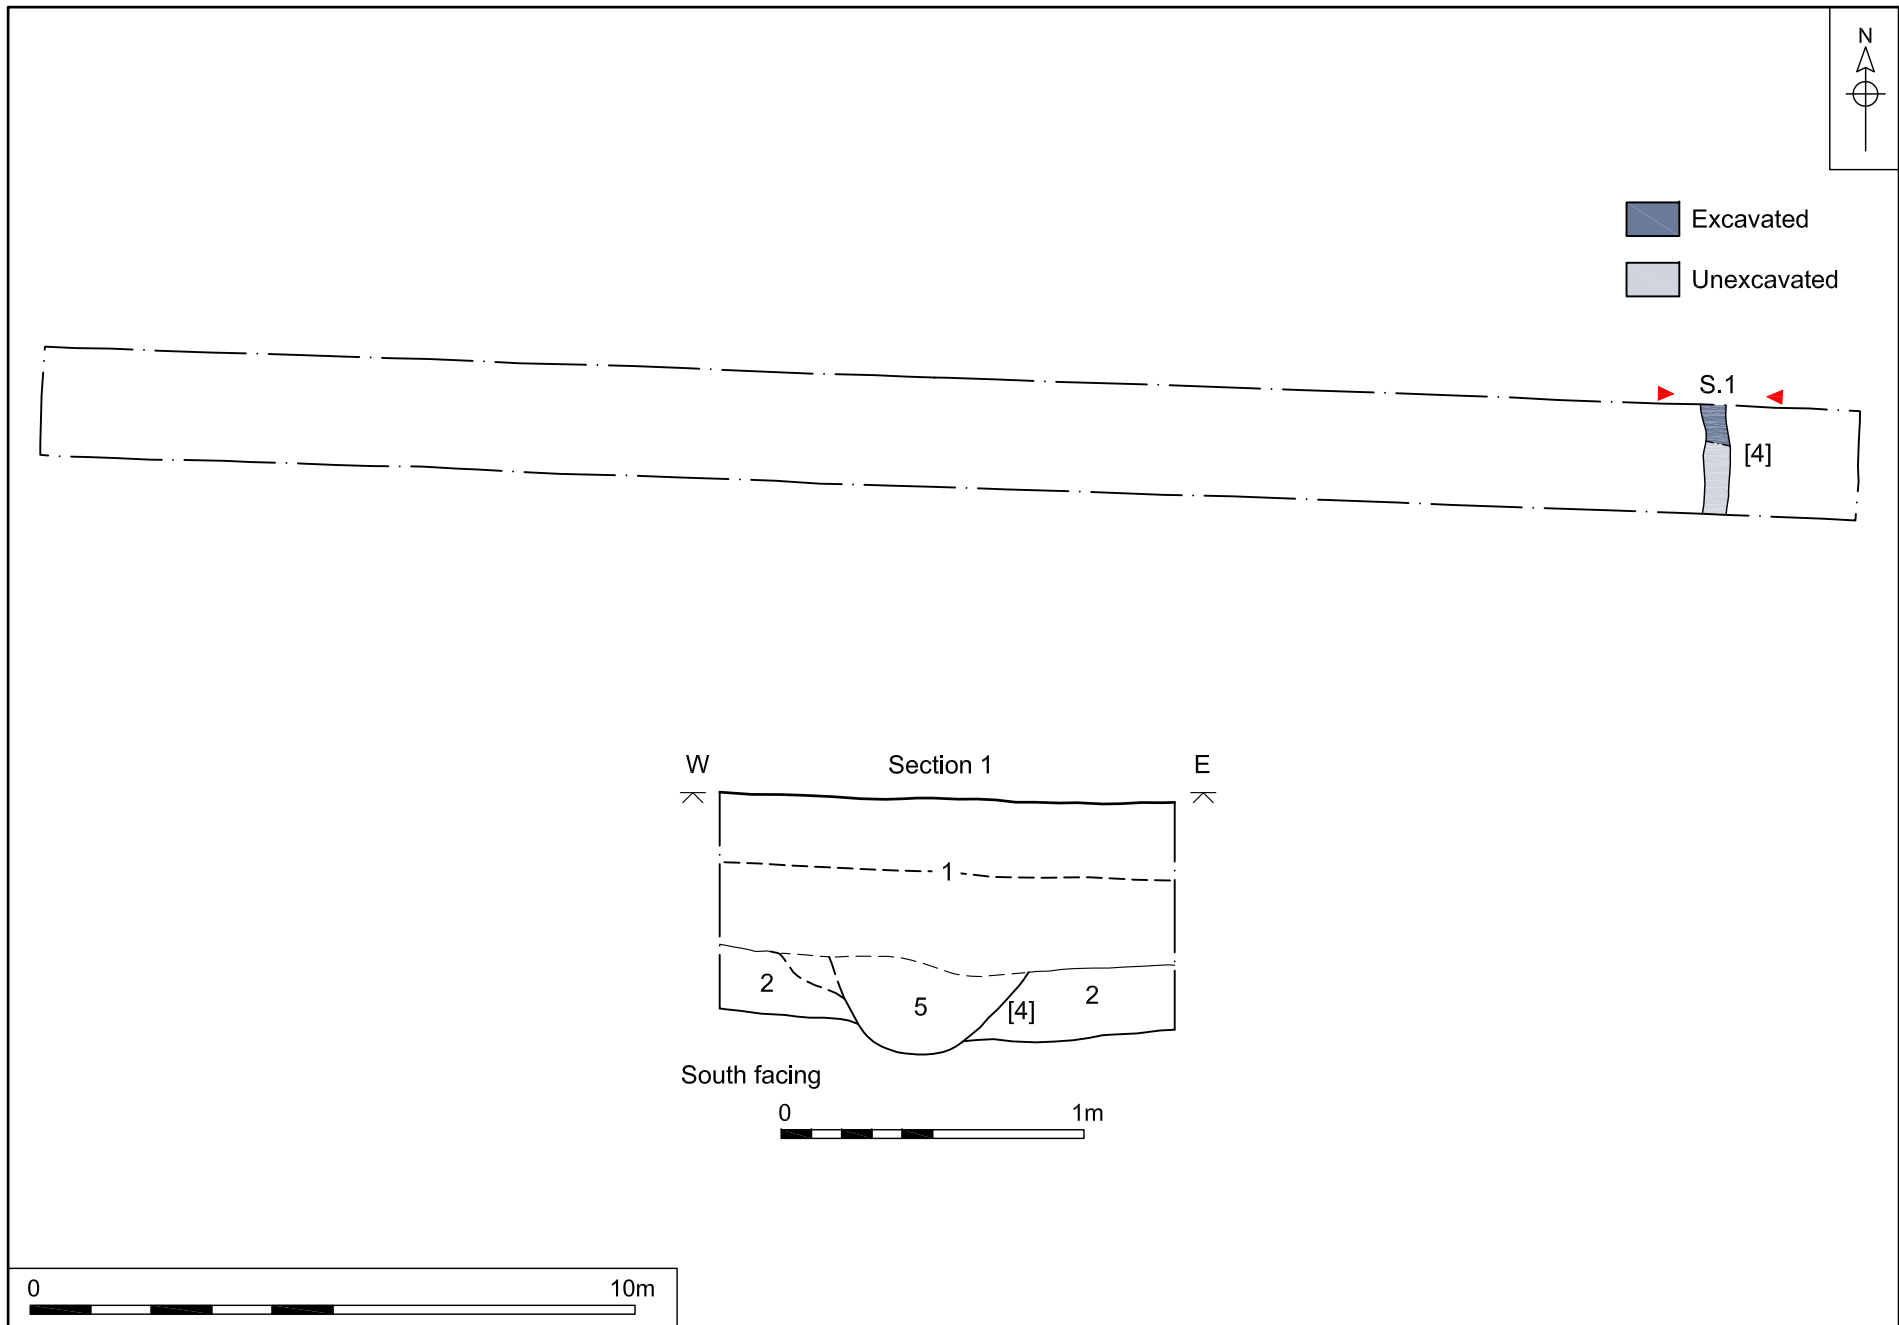 N
Excavated
Unexcavated
S.1
[4]
W Section 1 E
1
2 5 [4] 2
South facing
0 1m
0 10m